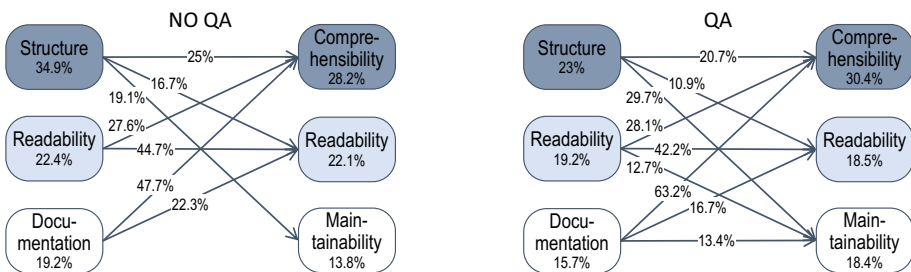 NO QA
QA
Structure
34.9%
25%
Compre-
hensibility
28.2%
16.7%
19.1%
27.6%
Readability
22.4%
44.7%
Readability
22.1%
47.7%
22.3%
Docu-
mentation
19.2%
Main-
tainability
13.8%
Structure
23%
20.7%
Compre-
hensibility
30.4%
10.9%
29.7%
28.1%
Readability
19.2%
42.2%
12.7%
Readability
18.5%
63.2%
16.7%
Docu-
mentation
15.7%
13.4%
Main-
tainability
18.4%